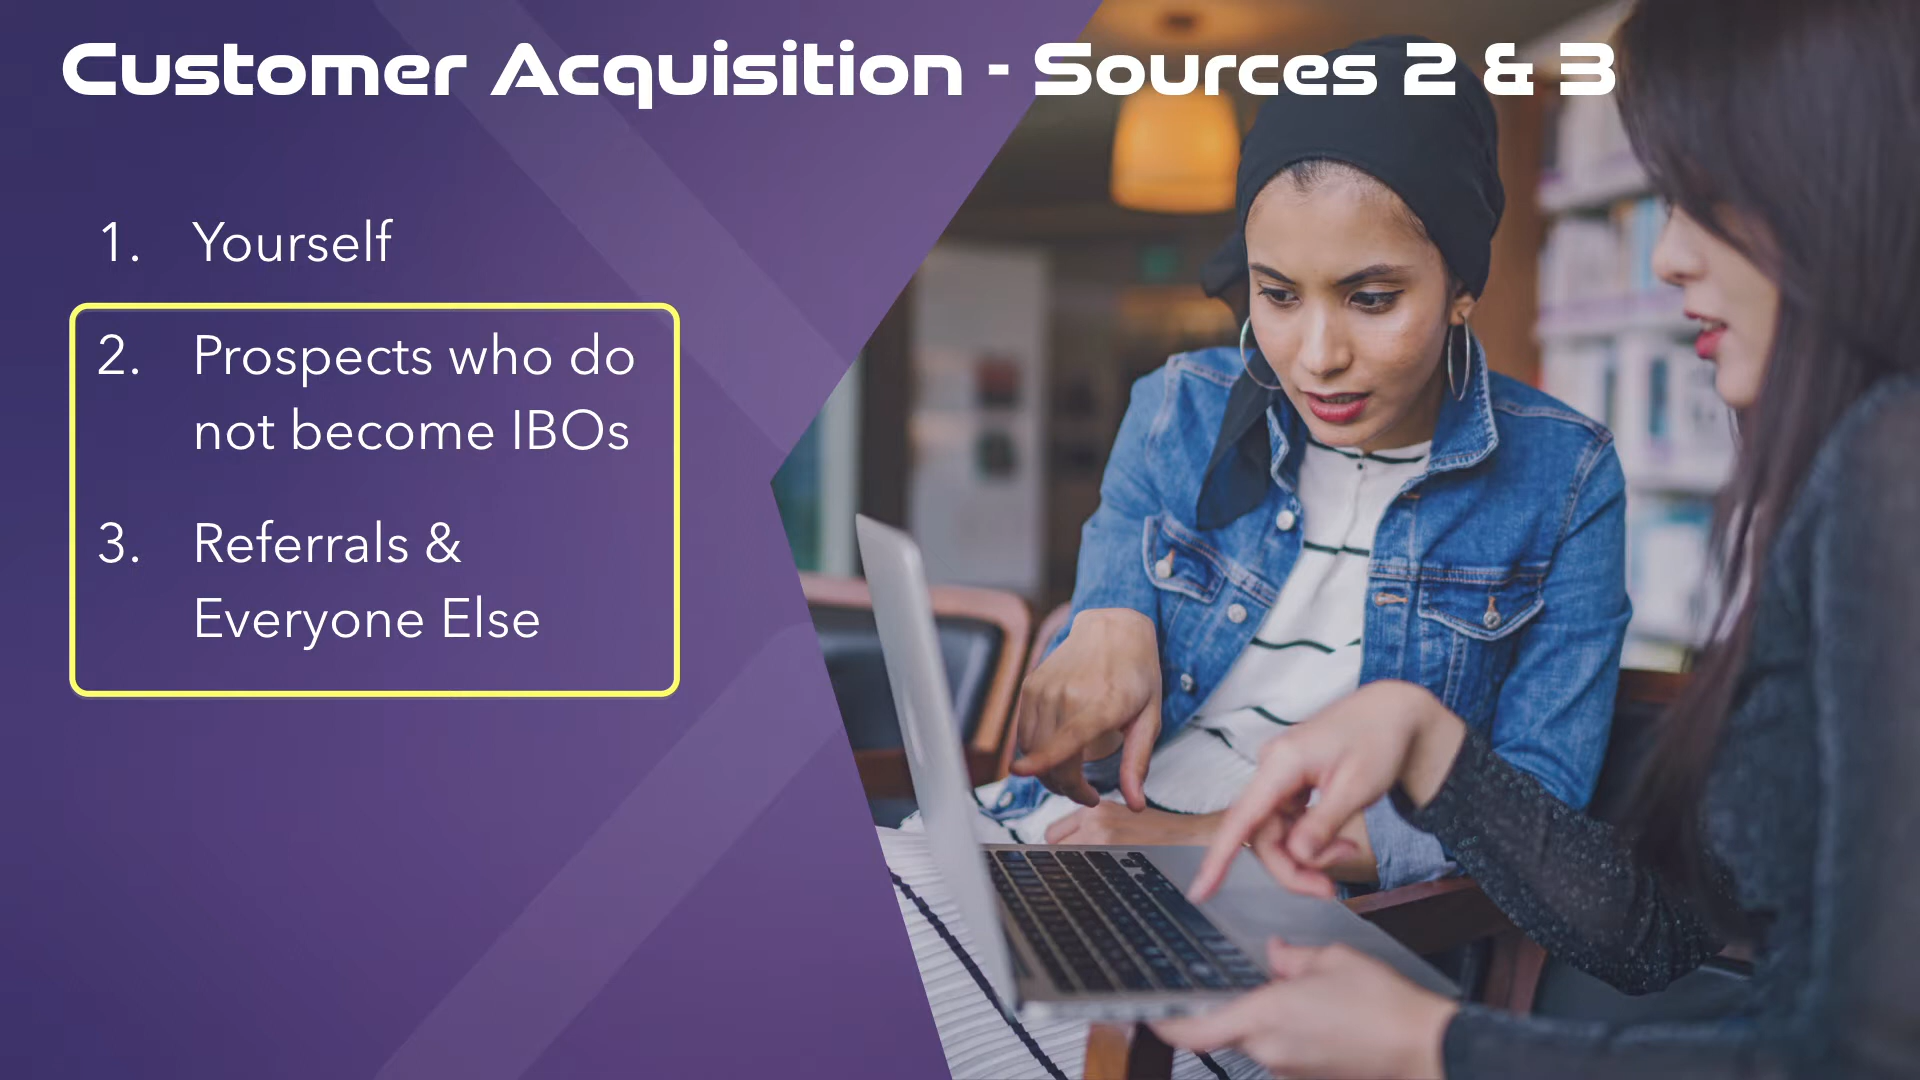 Customer Acquisition - Sources 2 & 3
1. Yourself
2. Prospects who do
not become IBOs
3. Referrals &
Everyone Else